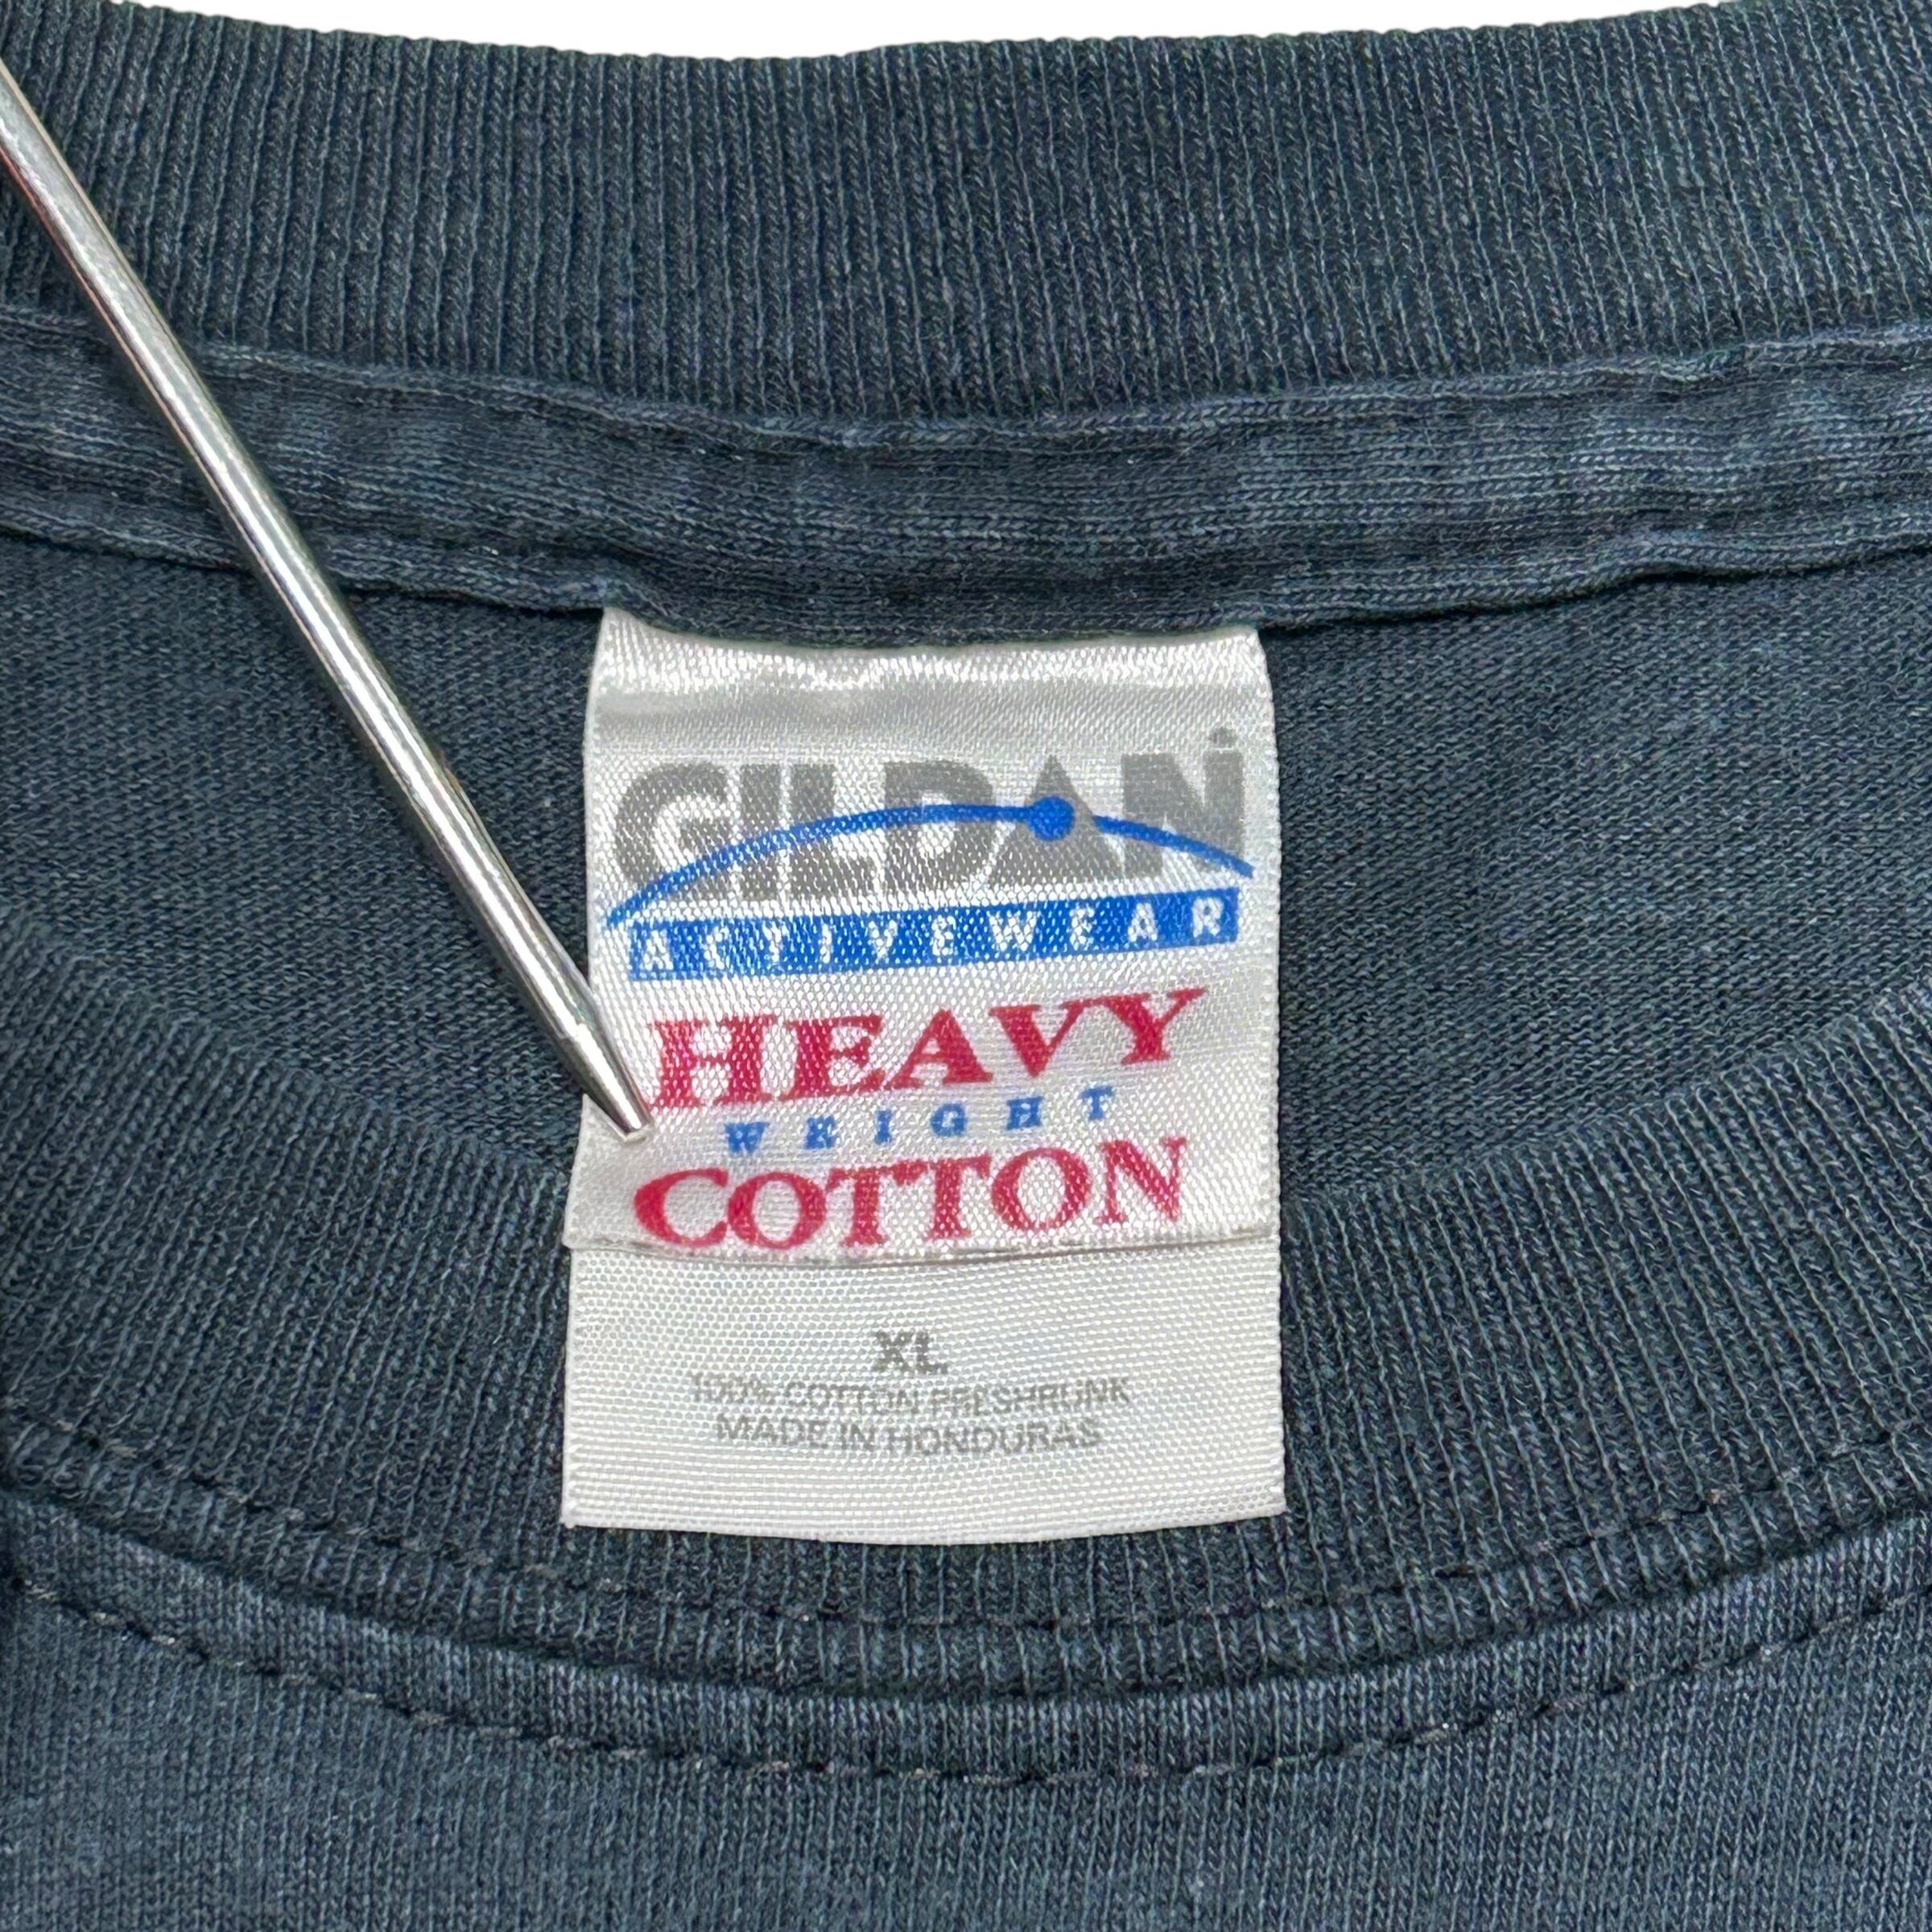 GILDAN
ACTIVEWEAR
HEAVY
WEIGHT
COTTON
XL
100% COTTON PRESHRUNK
MADE IN HONDURAS